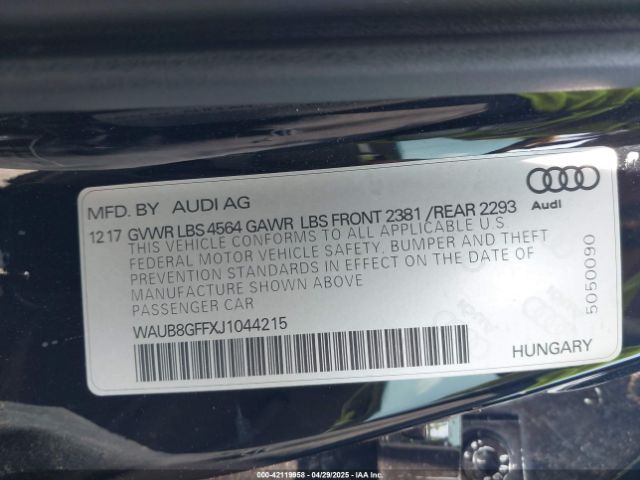 MFD. BY AUDI AG
Audi
12 17 GVWR LBS 4564 GAWR LBS FRONT 2381 /REAR 2293
THIS VEHICLE CONFORMS TO ALL APPLICABLE U.S.
FEDERAL MOTOR VEHICLE SAFETY, BUMPER AND THEFT
PREVENTION STANDARDS IN EFFECT ON THE DATE OF
MANUFACTURE SHOWN ABOVE
PASSENGER CAR
WAUB8GFFXJ1044215
HUNGARY
5050090
000-42119958 | 04/29/2025 - IAA Inc.